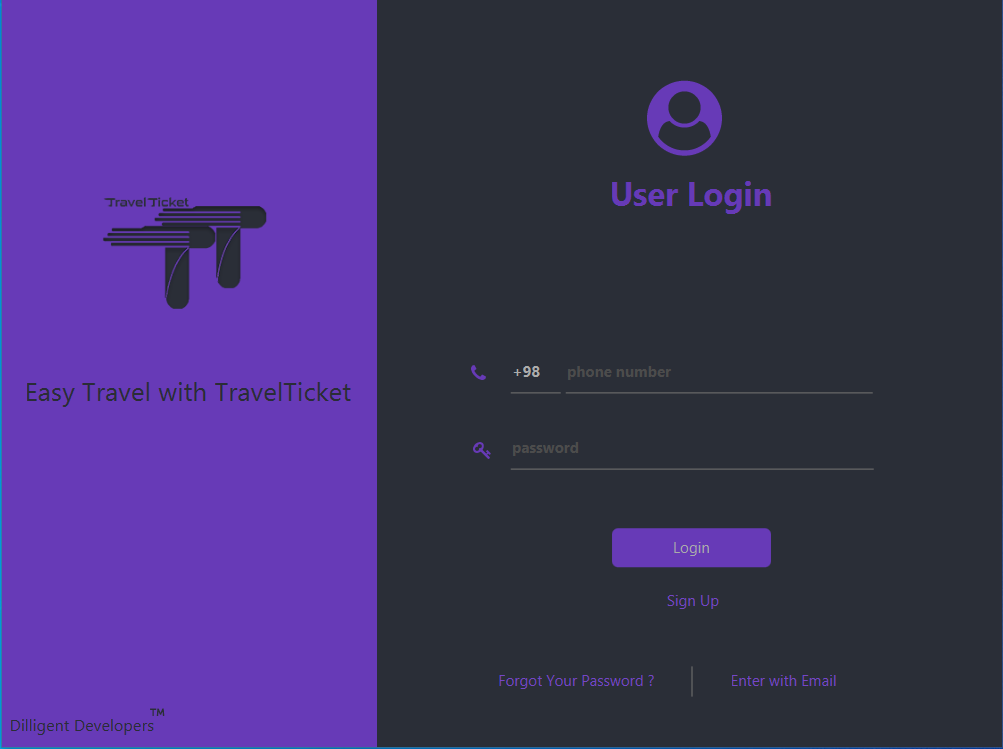 Travel Ticket
Easy Travel with TravelTicket
Dilligent Developers™
User Login
+98 phone number
password
Login
Sign Up
Forgot Your Password ?
Enter with Email